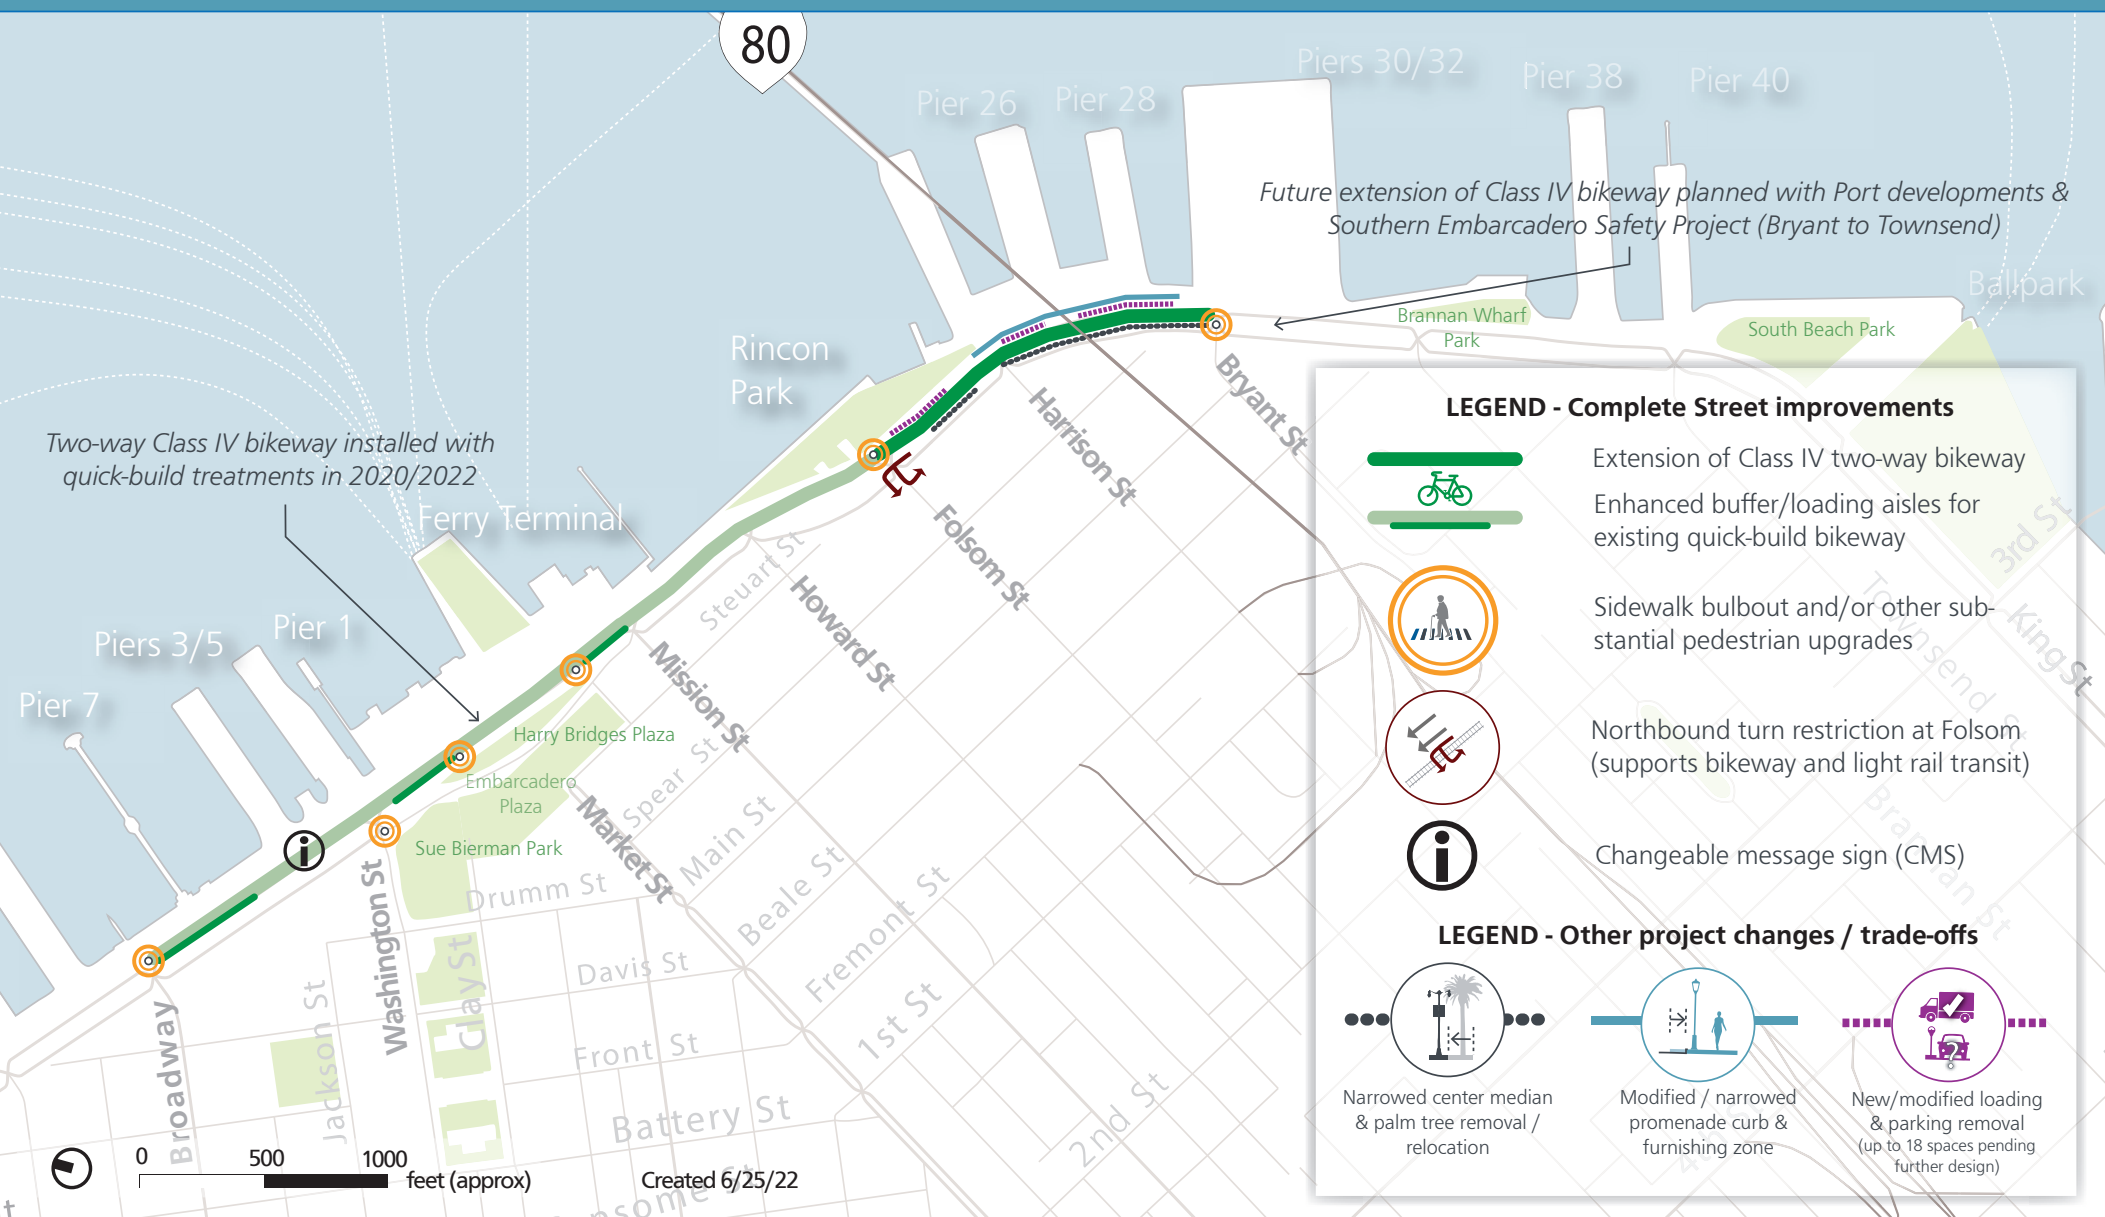 80
Piers 30/32
Pier 38
Pier 40
Pier 26
Pier 28
Future extension of Class IV bikeway planned with Port developments &
Southern Embarcadero Safety Project (Bryant to Townsend)
Ballpark
Brannan Wharf
Park
South Beach Park
Rincon
Park
Bryant St
Harrison St
Two-way Class IV bikeway installed with
quick-build treatments in 2020/2022
Ferry Terminal
Folsom St
Steuart St
Howard St
Pier 1
Piers 3/5
Pier 7
Mission St
Harry Bridges Plaza
Embarcadero
Plaza
Spear St
Market St
Main St
Sue Bierman Park
Drumm St
Beale St
Fremont St
Washington St
Clay St
Davis St
Jackson St
Broadway
Front St
1st St
Battery St
2nd St
LEGEND - Complete Street improvements
Extension of Class IV two-way bikeway
Enhanced buffer/loading aisles for
existing quick-build bikeway
Sidewalk bulbout and/or other sub-
stantial pedestrian upgrades
Northbound turn restriction at Folsom
(supports bikeway and light rail transit)
Changeable message sign (CMS)
3rd St
King St
Townsend St
Brannan St
LEGEND - Other project changes / trade-offs
Narrowed center median
& palm tree removal /
relocation
Modified / narrowed
promenade curb &
furnishing zone
?
New/modified loading
& parking removal
(up to 18 spaces pending
further design)
0 500 1000
feet (approx)
Created 6/25/22